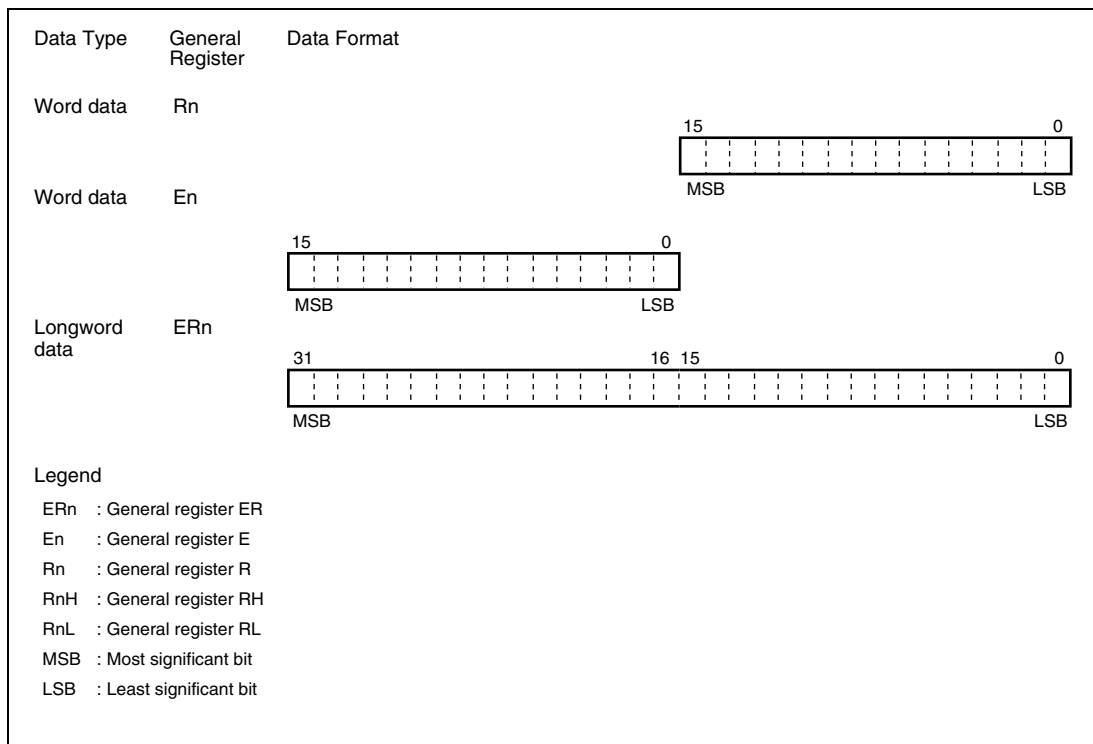 Data Type General Register Data Format
Word data Rn
15 0
MSB LSB
Word data En
15 0
MSB LSB
Longword data ERn
31 16 15 0
MSB LSB
Legend
ERn : General register ER
En : General register E
Rn : General register R
RnH : General register RH
RnL : General register RL
MSB : Most significant bit
LSB : Least significant bit